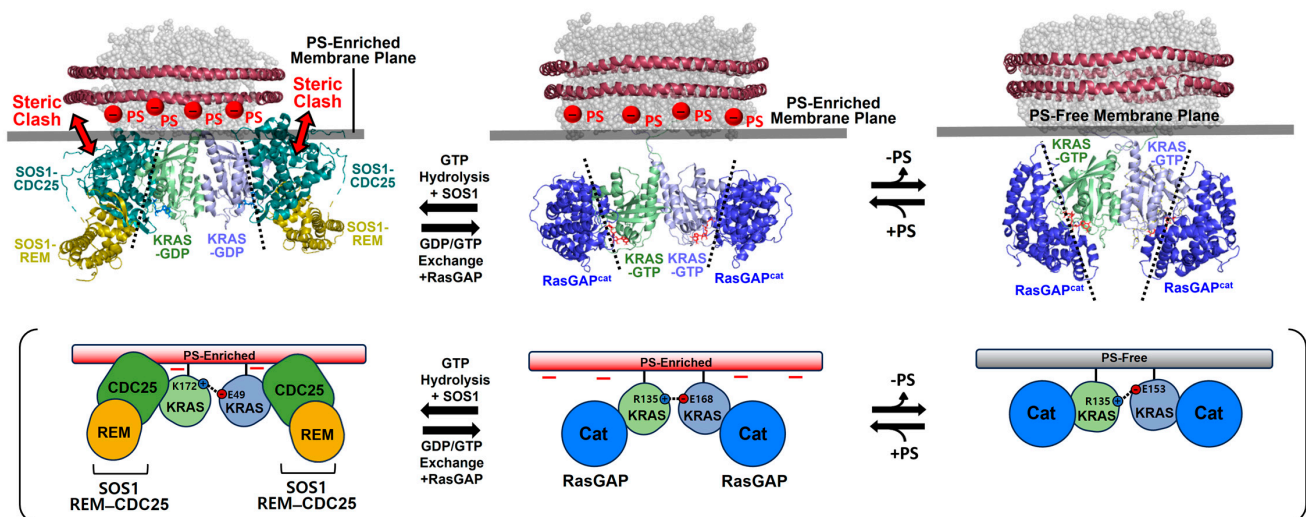 PS-Enriched
Membrane Plane
Steric
Clash
Steric
Clash
− PS
− PS
− PS
− PS
SOS1-
CDC25
SOS1-
CDC25
SOS1-
REM
SOS1-
REM
KRAS
-GDP
KRAS
-GDP
GTP
Hydrolysis
+ SOS1
GDP/GTP
Exchange
+RasGAP
− PS
− PS
− PS
− PS
PS-Enriched
Membrane Plane
KRAS
-GTP
KRAS
-GTP
RasGAPcat
RasGAPcat
-PS
+PS
PS-Free Membrane Plane
KRAS
-GTP
KRAS
-GTP
RasGAPcat
RasGAPcat
PS-Enriched
CDC25
K172 +
− E49
CDC25
KRAS
KRAS
REM
REM
SOS1
REM–CDC25
SOS1
REM–CDC25
GTP
Hydrolysis
+ SOS1
GDP/GTP
Exchange
+RasGAP
PS-Enriched
R135 +
− E168
KRAS
KRAS
Cat
Cat
RasGAP
RasGAP
-PS
+PS
PS-Free
R135 +
− E153
KRAS
KRAS
Cat
Cat